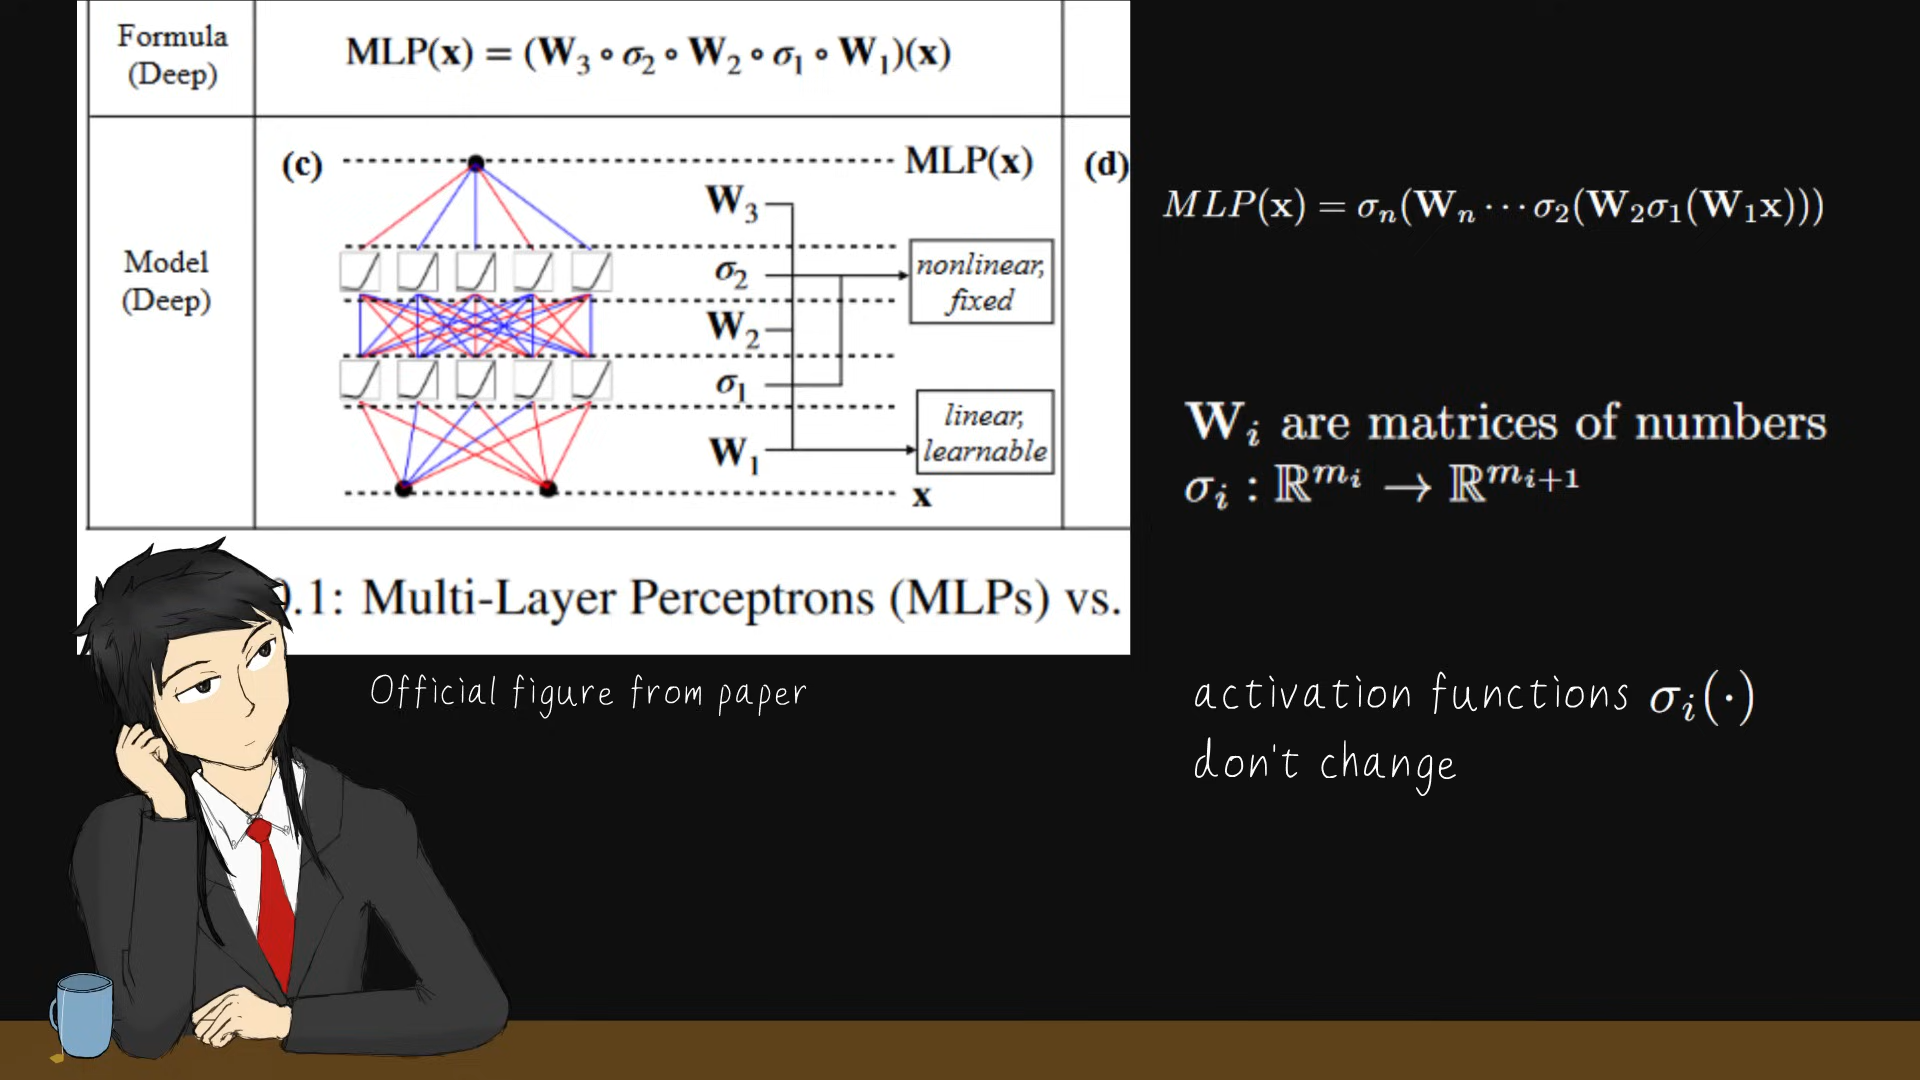 Formula
(Deep)
MLP(x) = (W₃ ∘ σ₂ ∘ W₂ ∘ σ₁ ∘ W₁)(x)
Model
(Deep)
(c)
MLP(x)
W₃
σ₂
nonlinear,
fixed
W₂
σ₁
linear,
learnable
W₁
x
(d)
.1: Multi-Layer Perceptrons (MLPs) vs.
Official figure from paper
MLP(x) = σₙ(Wₙ ⋯ σ₂(W₂σ₁(W₁x)))
Wᵢ are matrices of numbers
σᵢ : ℝ^{mᵢ} → ℝ^{mᵢ₊₁}
activation functions σᵢ(·)
don't change